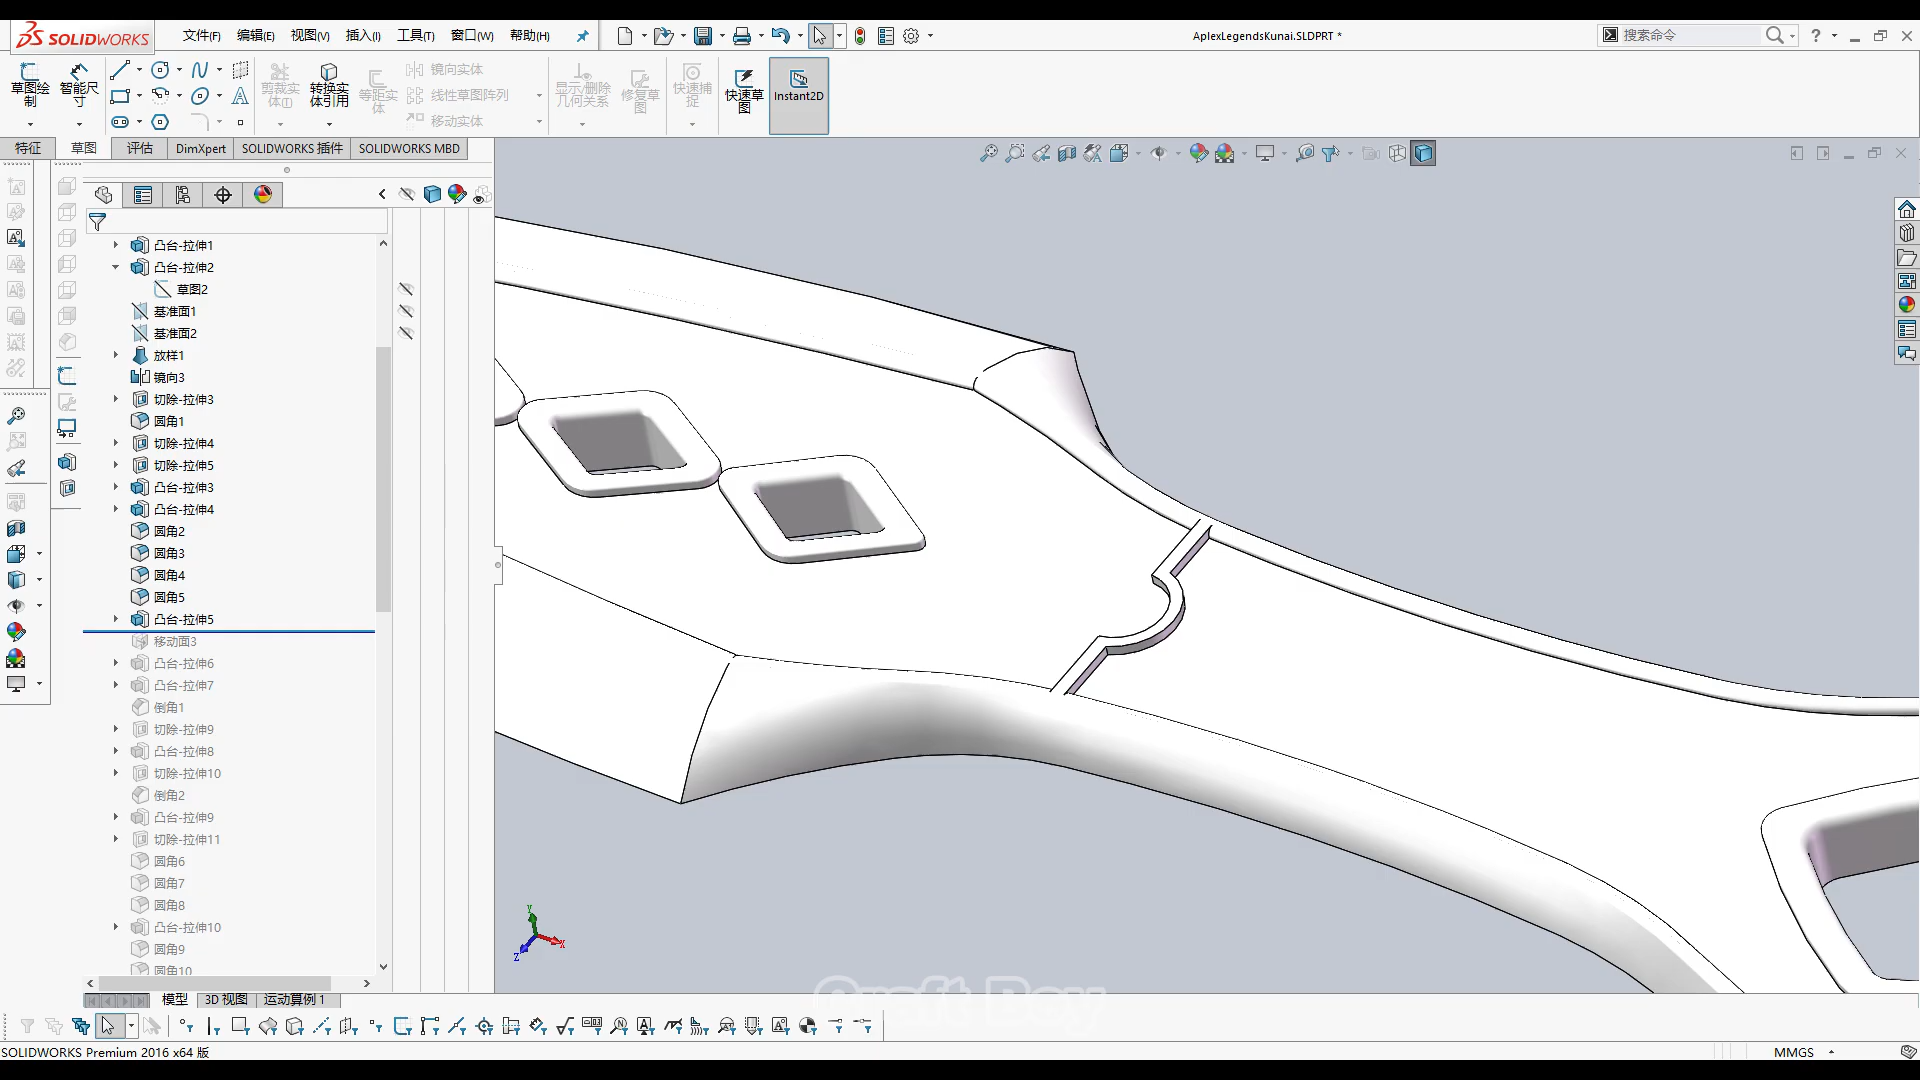 SOLIDWORKS 文件(F) 编辑(E) 视图(V) 插入(I) 工具(T) 窗口(W) 帮助(H) AplexLegendsKunai.SLDPRT * 搜索命令
草图绘制 智能尺寸 剪裁实体(T) 转换实体引用 等距实体 镜向实体 线性草图阵列 移动实体 显示/删除几何关系 修复草图 快速捕捉 快速草图 Instant2D
特征 草图 评估 DimXpert SOLIDWORKS 插件 SOLIDWORKS MBD
凸台-拉伸1
凸台-拉伸2
草图2
基准面1
基准面2
放样1
镜向3
切除-拉伸3
圆角1
切除-拉伸4
切除-拉伸5
凸台-拉伸3
凸台-拉伸4
圆角2
圆角3
圆角4
圆角5
凸台-拉伸5
移动面3
凸台-拉伸6
凸台-拉伸7
倒角1
切除-拉伸9
凸台-拉伸8
切除-拉伸10
倒角2
凸台-拉伸9
切除-拉伸11
圆角6
圆角7
圆角8
凸台-拉伸10
圆角9
圆角10
Y
X
Z
Craft Boy
模型 3D 视图 运动算例 1
SOLIDWORKS Premium 2016 x64 版 MMGS